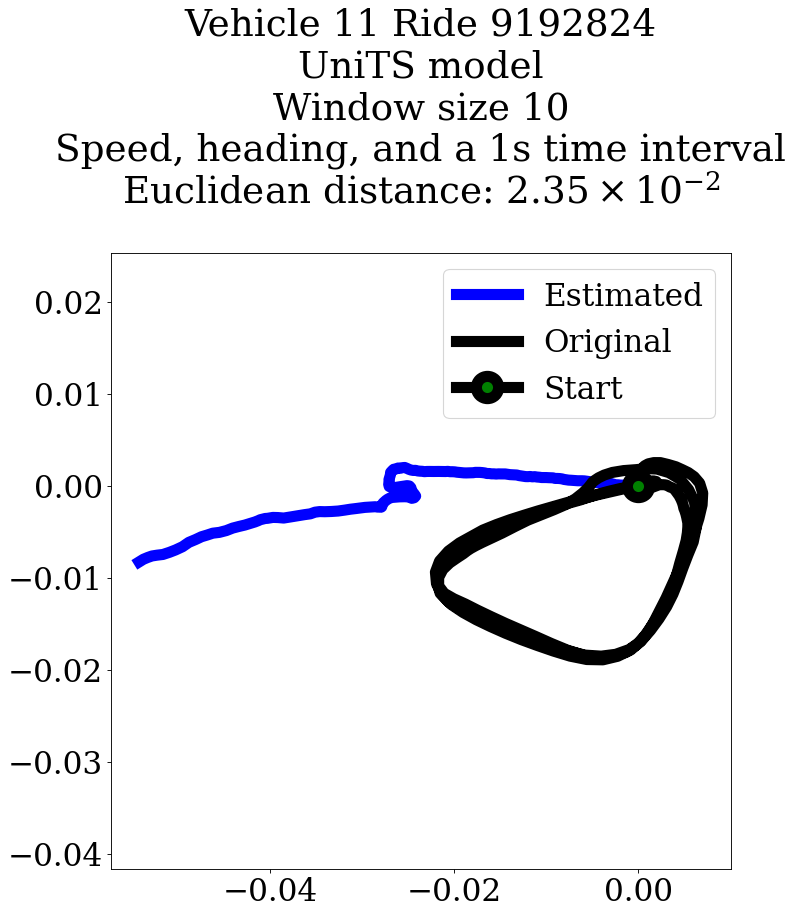 Vehicle 11 Ride 9192824
UniTS model
Window size 10
Speed, heading, and a 1s time interval
Euclidean distance: 2.35 × 10⁻²
Estimated
Original
Start
0.02
0.01
0.00
−0.01
−0.02
−0.03
−0.04
−0.04 −0.02 0.00